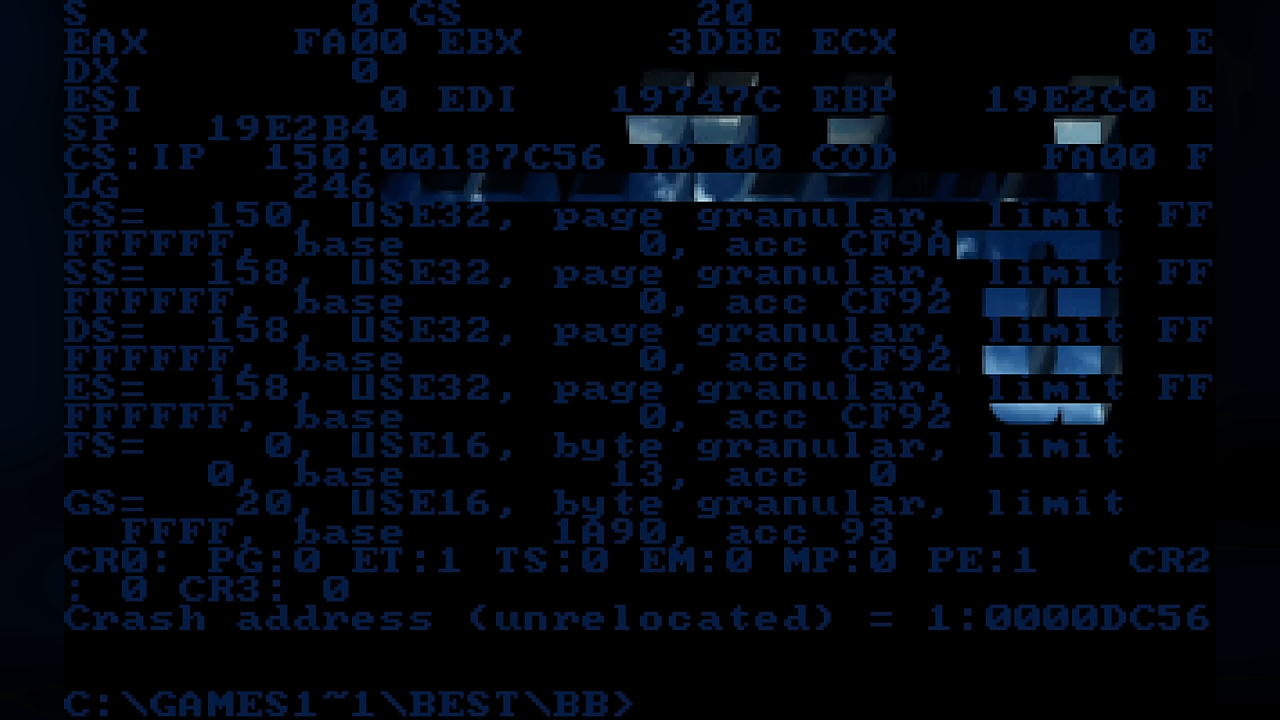 S 0 GS 20
EAX FA00 EBX 3DBE ECX 0 E
DX 0
ESI 0 EDI 19747C EBP 19E2C0 E
SP 19E2B4
CS:IP 150:00187C56 ID 00 COD FA00 F
LG 246
CS= 150, USE32, page granular, limit FF
FFFFFF, base 0, acc CF9A
SS= 158, USE32, page granular, limit FF
FFFFFF, base 0, acc CF92
DS= 158, USE32, page granular, limit FF
FFFFFF, base 0, acc CF92
ES= 158, USE32, page granular, limit FF
FFFFFF, base 0, acc CF92
FS= 0, USE16, byte granular, limit
0, base 13, acc 0
GS= 20, USE16, byte granular, limit
FFFF, base 1A90, acc 93
CR0: PG:0 ET:1 TS:0 EM:0 MP:0 PE:1 CR2
: 0 CR3: 0
Crash address (unrelocated) = 1:0000DC56
C:\GAMES1~1\BEST\BB>